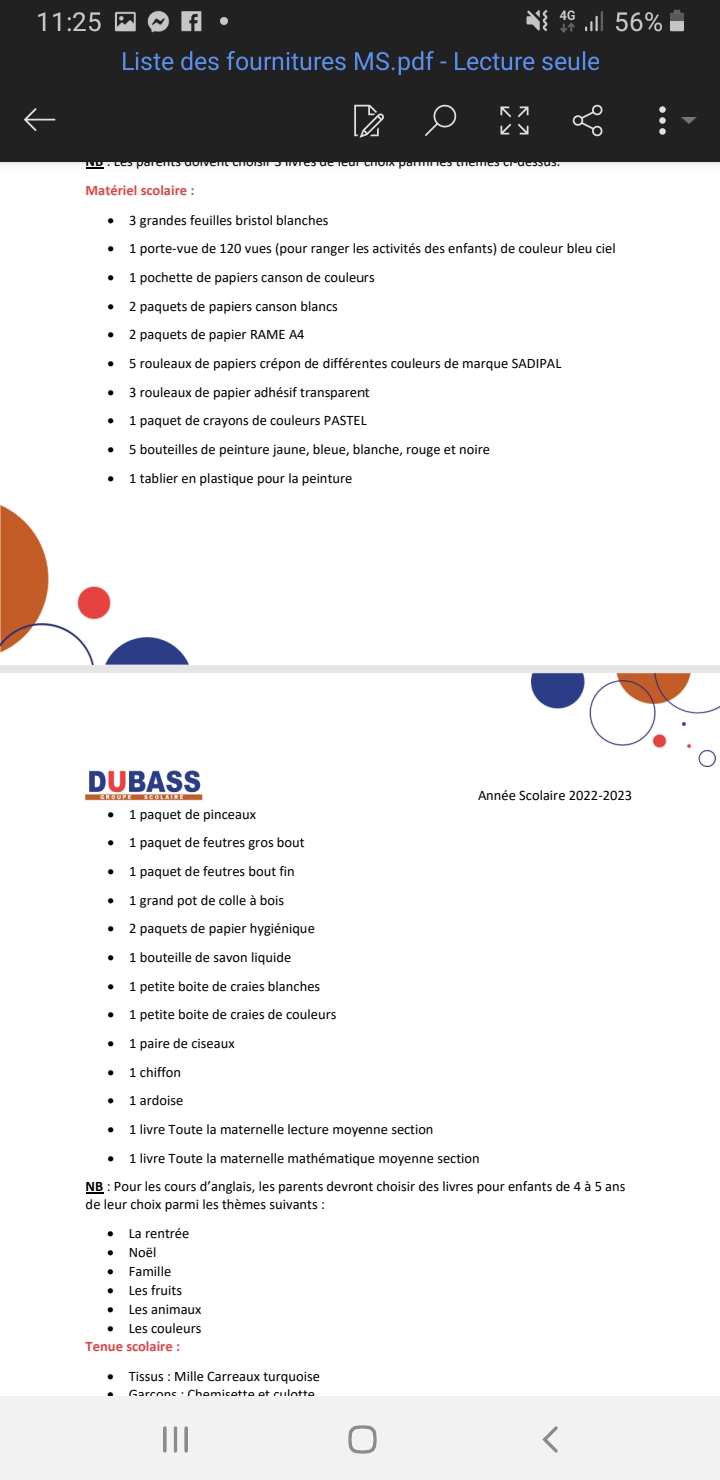 11:25
4G
56%
Liste des fournitures MS.pdf - Lecture seule
NB : Les parents doivent choisir 3 livres de leur choix parmi les thèmes ci-dessus.
Matériel scolaire :
• 3 grandes feuilles bristol blanches
• 1 porte-vue de 120 vues (pour ranger les activités des enfants) de couleur bleu ciel
• 1 pochette de papiers canson de couleurs
• 2 paquets de papiers canson blancs
• 2 paquets de papier RAME A4
• 5 rouleaux de papiers crépon de différentes couleurs de marque SADIPAL
• 3 rouleaux de papier adhésif transparent
• 1 paquet de crayons de couleurs PASTEL
• 5 bouteilles de peinture jaune, bleue, blanche, rouge et noire
• 1 tablier en plastique pour la peinture
DUBASS
GROUPE SCOLAIRE
Année Scolaire 2022-2023
• 1 paquet de pinceaux
• 1 paquet de feutres gros bout
• 1 paquet de feutres bout fin
• 1 grand pot de colle à bois
• 2 paquets de papier hygiénique
• 1 bouteille de savon liquide
• 1 petite boite de craies blanches
• 1 petite boite de craies de couleurs
• 1 paire de ciseaux
• 1 chiffon
• 1 ardoise
• 1 livre Toute la maternelle lecture moyenne section
• 1 livre Toute la maternelle mathématique moyenne section
NB : Pour les cours d'anglais, les parents devront choisir des livres pour enfants de 4 à 5 ans
de leur choix parmi les thèmes suivants :
• La rentrée
• Noël
• Famille
• Les fruits
• Les animaux
• Les couleurs
Tenue scolaire :
• Tissus : Mille Carreaux turquoise
• Garçons : Chemisette et culotte